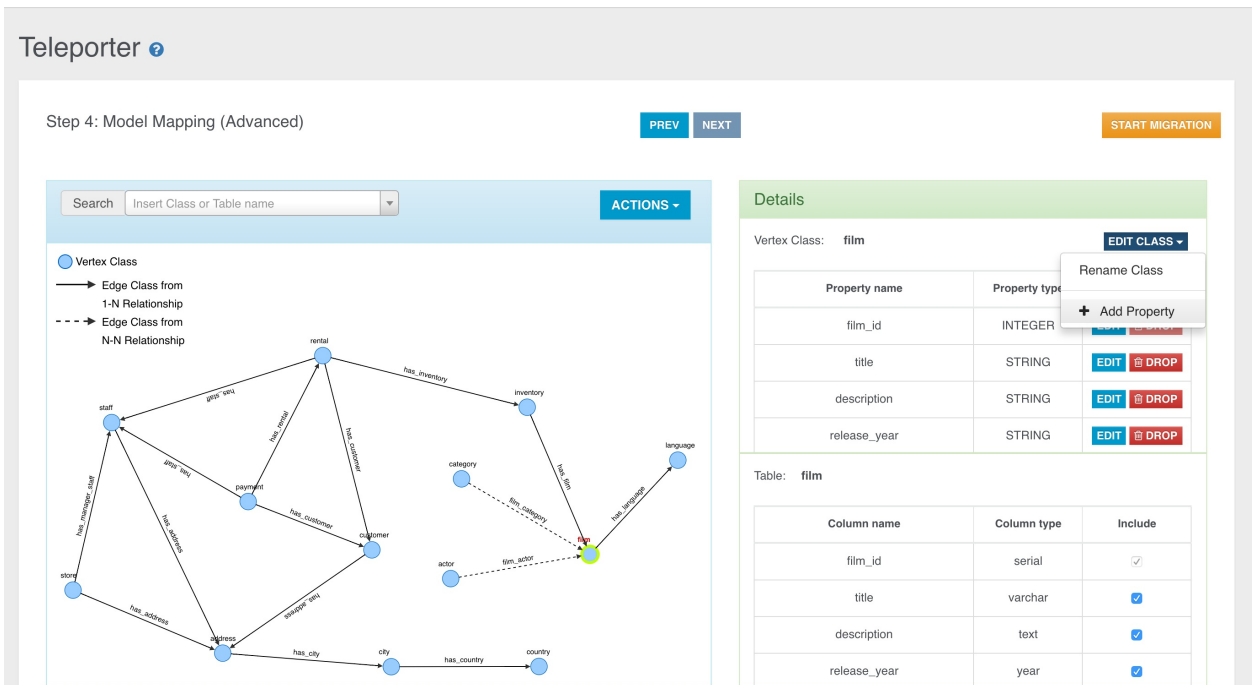 Teleporter ?
Step 4: Model Mapping (Advanced)
PREV
NEXT
START MIGRATION
Search
Insert Class or Table name
ACTIONS
Vertex Class
Edge Class from
1-N Relationship
Edge Class from
N-N Relationship
rental
has_inventory
has_staff
inventory
staff
has_rental
has_customer
language
category
has_film
has_staff
payment
has_language
film_category
has_manager_staff
has_customer
has_address
customer
film
film_actor
actor
store
has_address
has_address
address
has_city
city
has_country
country
Details
Vertex Class: film
EDIT CLASS
Rename Class
+ Add Property
Property name Property type
film_id INTEGER EDIT DROP
title STRING EDIT DROP
description STRING EDIT DROP
release_year STRING EDIT DROP
Table: film
Column name Column type Include
film_id serial
title varchar
description text
release_year year